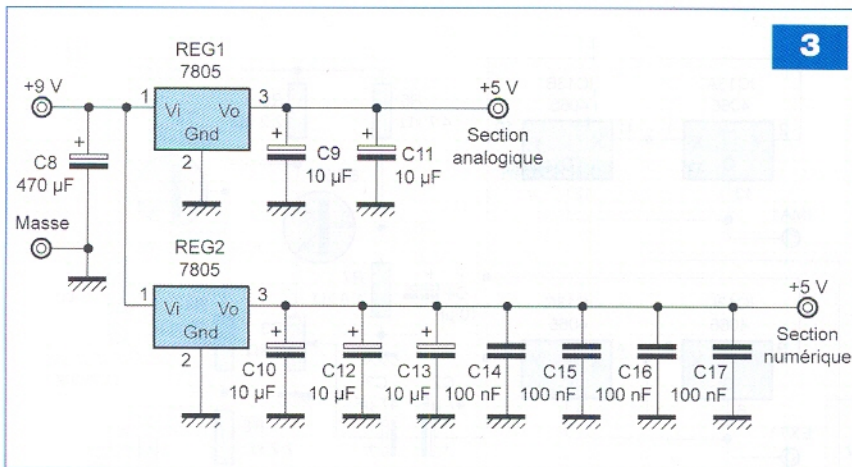 3
REG1
7805
+9 V
1
Vi
Vo
Gnd
3
2
+5 V
Section
analogique
+
C8
470 µF
+
C9
10 µF
+
C11
10 µF
Masse
REG2
7805
1
Vi
Vo
Gnd
3
2
+5 V
Section
numérique
+
C10
10 µF
+
C12
10 µF
+
C13
10 µF
C14
100 nF
C15
100 nF
C16
100 nF
C17
100 nF